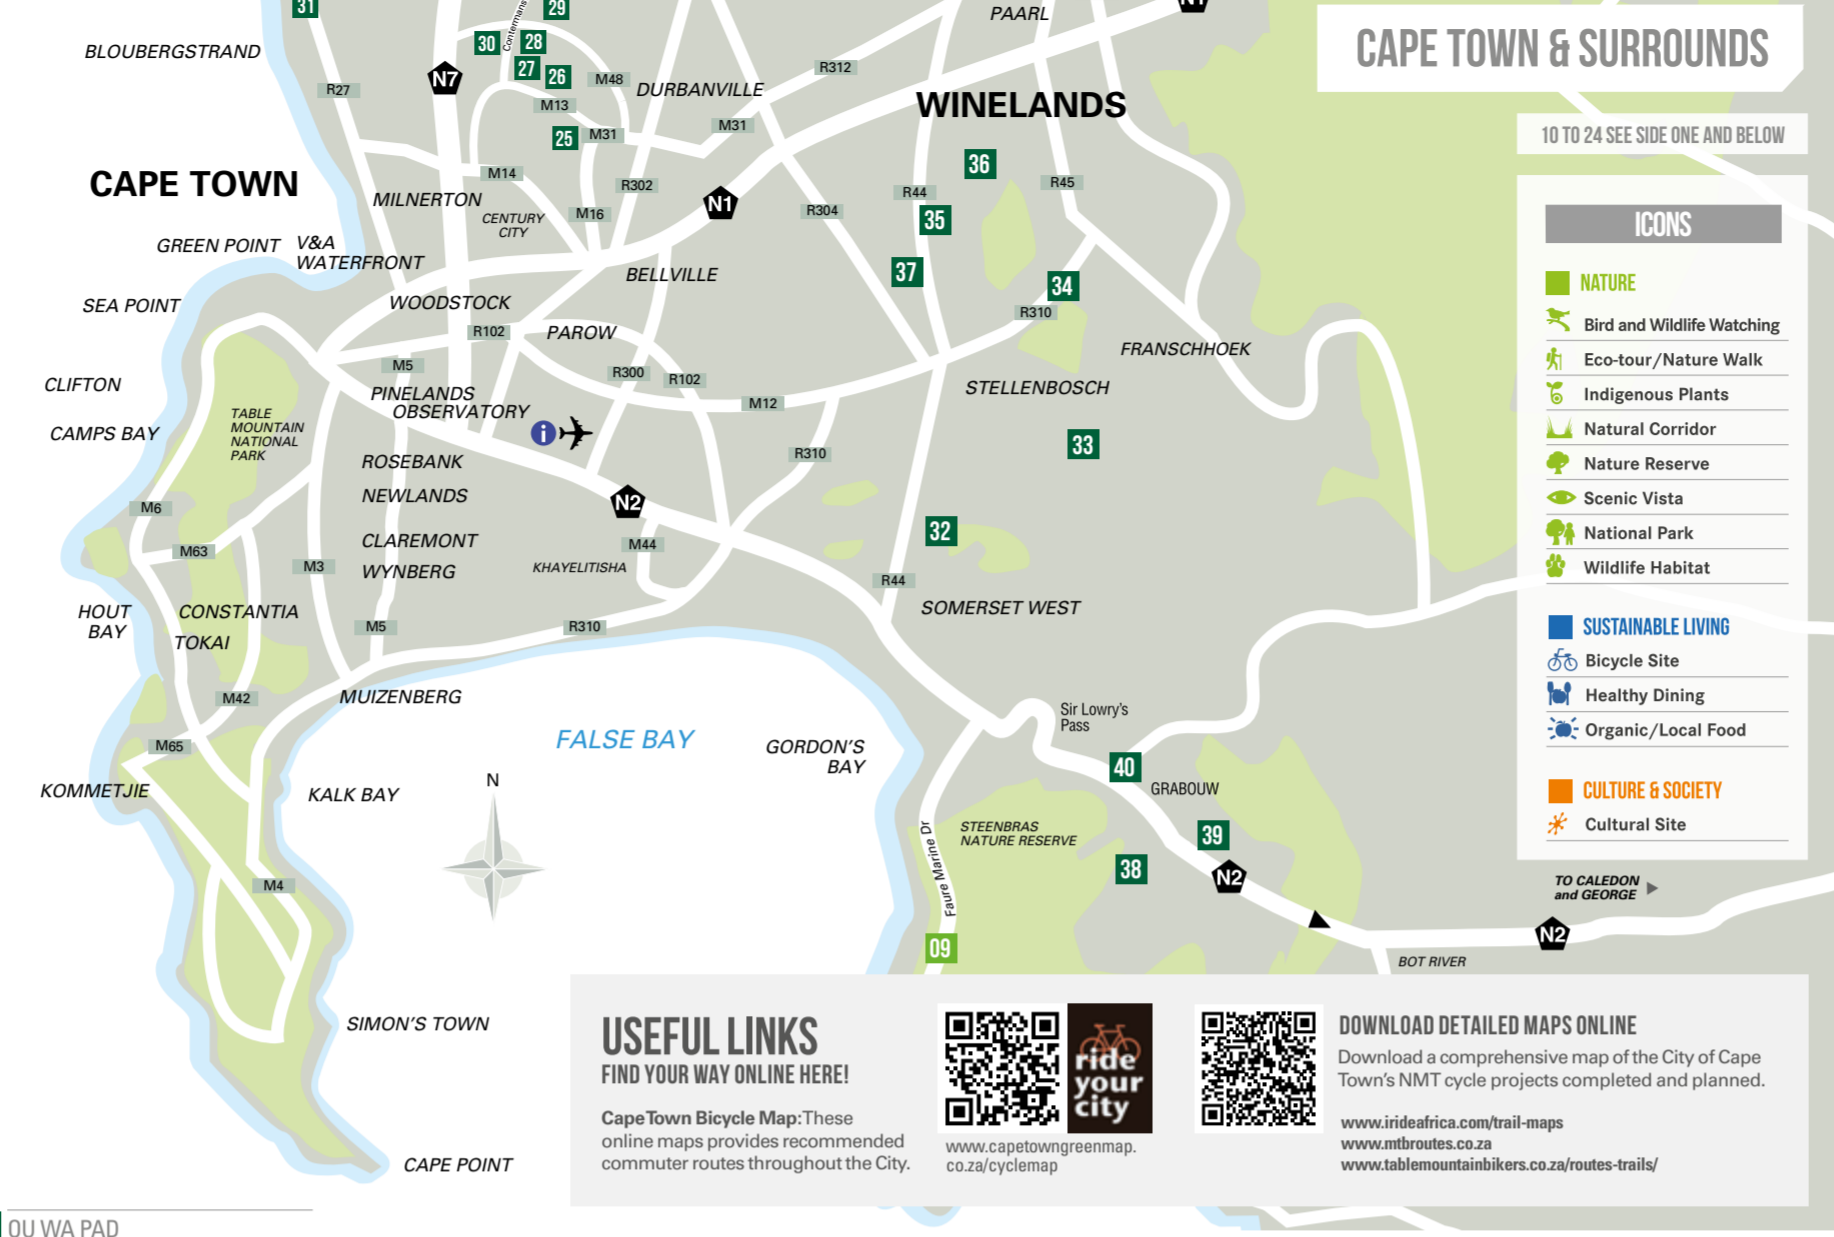 31
29
PAARL
N1
CAPE TOWN & SURROUNDS
BLOUBERGSTRAND
30
Contermans
28
27
26
N7
R27
M48
DURBANVILLE
R312
M13
WINELANDS
25
M31
M31
10 TO 24 SEE SIDE ONE AND BELOW
CAPE TOWN
M14
MILNERTON
R302
N1
36
R44
R45
CENTURY
CITY
M16
R304
35
ICONS
GREEN POINT
V&A
WATERFRONT
BELLVILLE
37
34
NATURE
SEA POINT
WOODSTOCK
R310
Bird and Wildlife Watching
R102
PAROW
FRANSCHHOEK
Eco-tour/Nature Walk
M5
R300
R102
STELLENBOSCH
CLIFTON
PINELANDS
Indigenous Plants
OBSERVATORY
M12
TABLE
MOUNTAIN
NATIONAL
PARK
CAMPS BAY
i
33
Natural Corridor
ROSEBANK
R310
Nature Reserve
NEWLANDS
N2
Scenic Vista
M6
32
National Park
CLAREMONT
M44
M63
M3
WYNBERG
KHAYELITISHA
R44
Wildlife Habitat
HOUT
BAY
CONSTANTIA
SOMERSET WEST
TOKAI
M5
R310
SUSTAINABLE LIVING
Bicycle Site
M42
MUIZENBERG
Healthy Dining
Sir Lowry's
Pass
Organic/Local Food
M65
FALSE BAY
GORDON'S
BAY
40
KOMMETJIE
N
KALK BAY
GRABOUW
CULTURE & SOCIETY
Cultural Site
Faure Marine Dr
STEENBRAS
NATURE RESERVE
39
38
N2
M4
TO CALEDON
and GEORGE
09
N2
BOT RIVER
SIMON'S TOWN
CAPE POINT
USEFUL LINKS
FIND YOUR WAY ONLINE HERE!
Cape Town Bicycle Map: These
online maps provides recommended
commuter routes throughout the City.
ride
your
city
www.capetowngreenmap.
co.za/cyclemap
DOWNLOAD DETAILED MAPS ONLINE
Download a comprehensive map of the City of Cape
Town's NMT cycle projects completed and planned.
www.irideafrica.com/trail-maps
www.mtbroutes.co.za
www.tablemountainbikers.co.za/routes-trails/
OU WA PAD